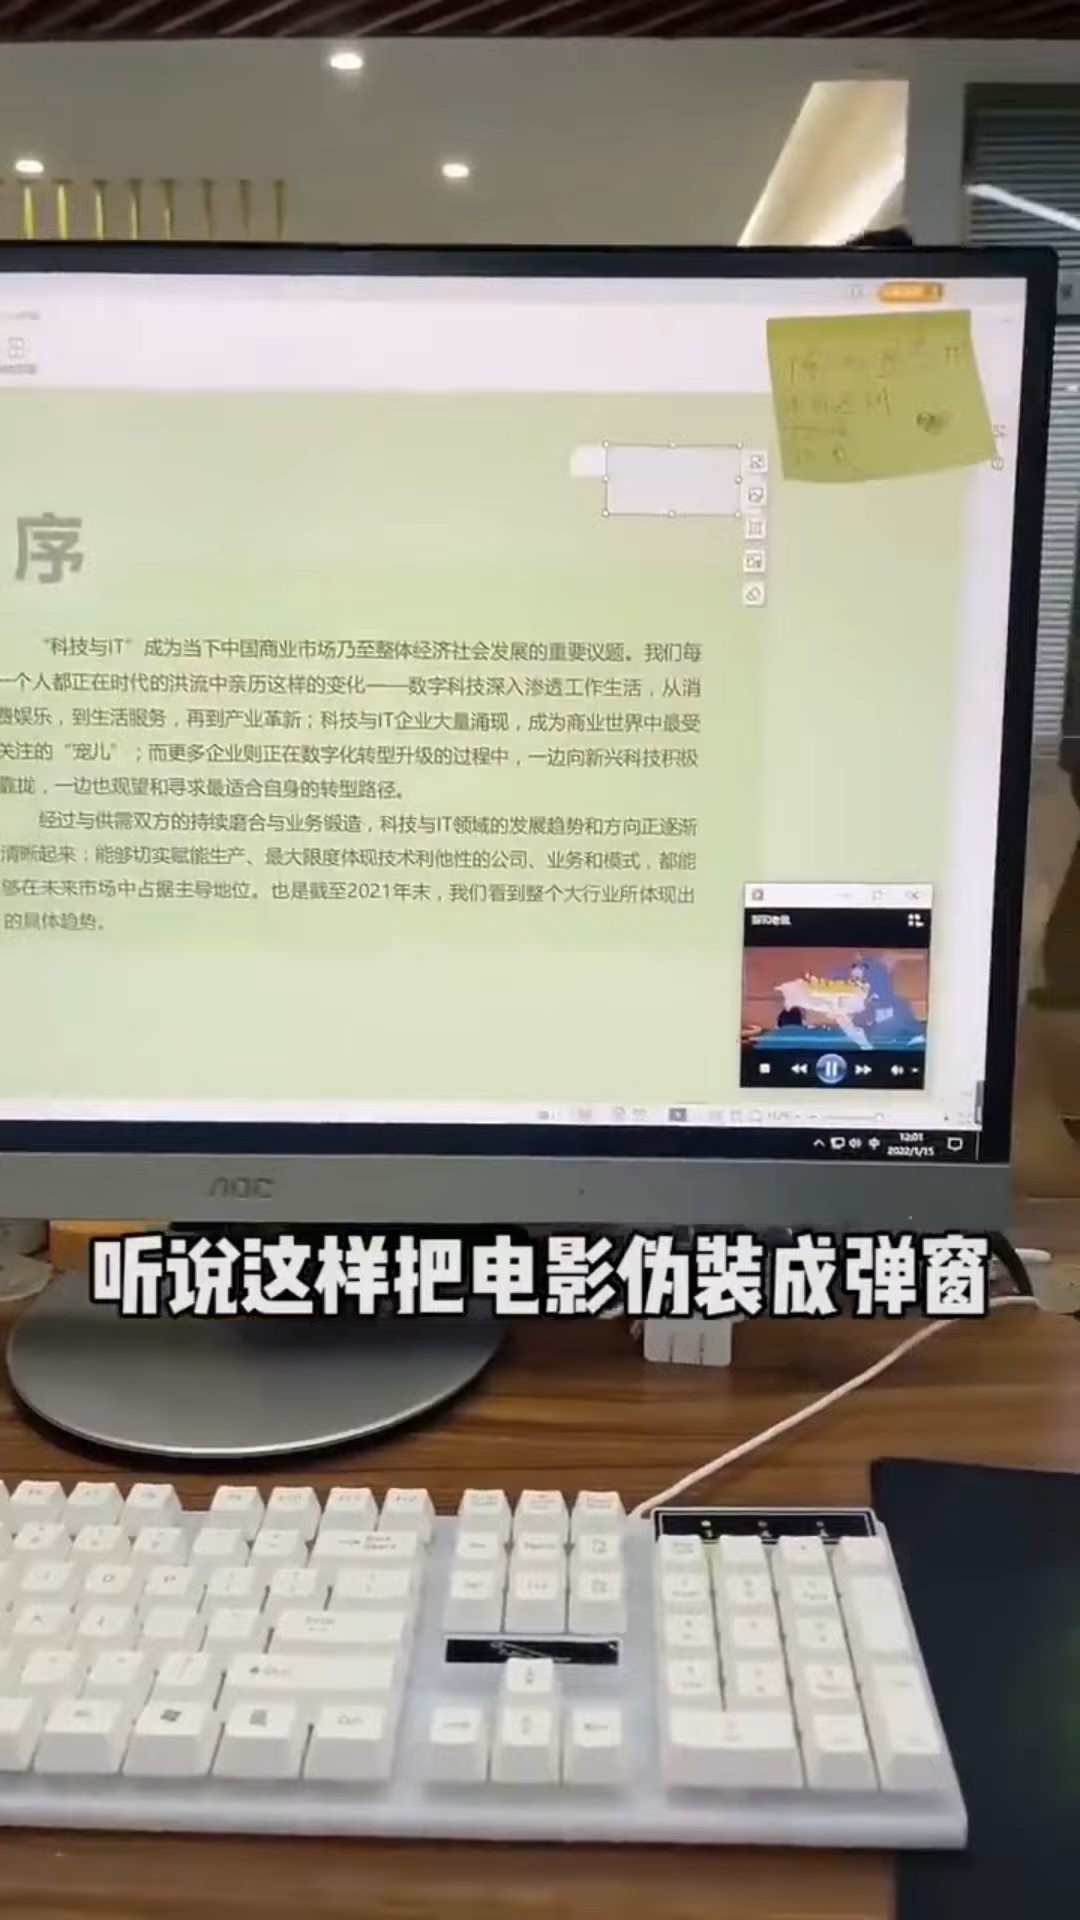 序
“科技与IT”成为当下中国商业市场乃至整体经济社会发展的重要议题。我们每
一个人都正在时代的洪流中亲历这样的变化——数字科技深入渗透工作生活，从消
费娱乐，到生活服务，再到产业革新；科技与IT企业大量涌现，成为商业世界中最受
关注的“宠儿”；而更多企业则正在数字化转型升级的过程中，一边向新兴科技积极
靠拢，一边也观望和寻求最适合自身的转型路径。
经过与供需双方的持续磨合与业务锻造，科技与IT领域的发展趋势和方向正逐渐
清晰起来：能够切实赋能生产、最大限度体现技术利他性的公司、业务和模式，都能
够在未来市场中占据主导地位。也是截至2021年末，我们看到整个大行业所体现出
的具体趋势。
中
12:01
2022/1/15
AOC
听说这样把电影伪装成弹窗